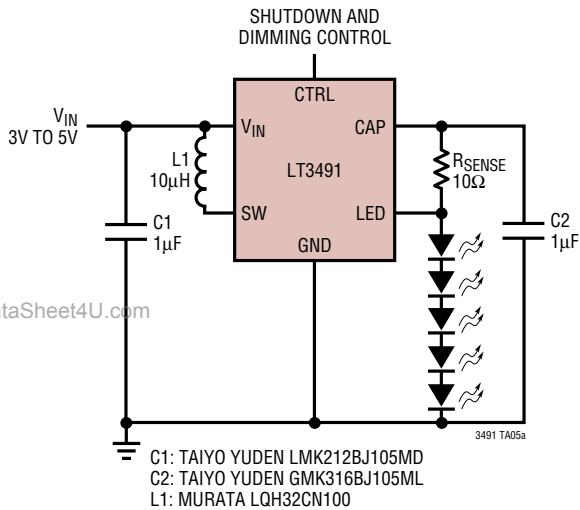 SHUTDOWN AND
DIMMING CONTROL
CTRL
VIN
3V TO 5V
VIN
CAP
L1
10µH
LT3491
RSENSE
10Ω
SW
LED
C1
1µF
GND
C2
1µF
ataSheet4U.com
3491 TA05a
C1: TAIYO YUDEN LMK212BJ105MD
C2: TAIYO YUDEN GMK316BJ105ML
L1: MURATA LQH32CN100